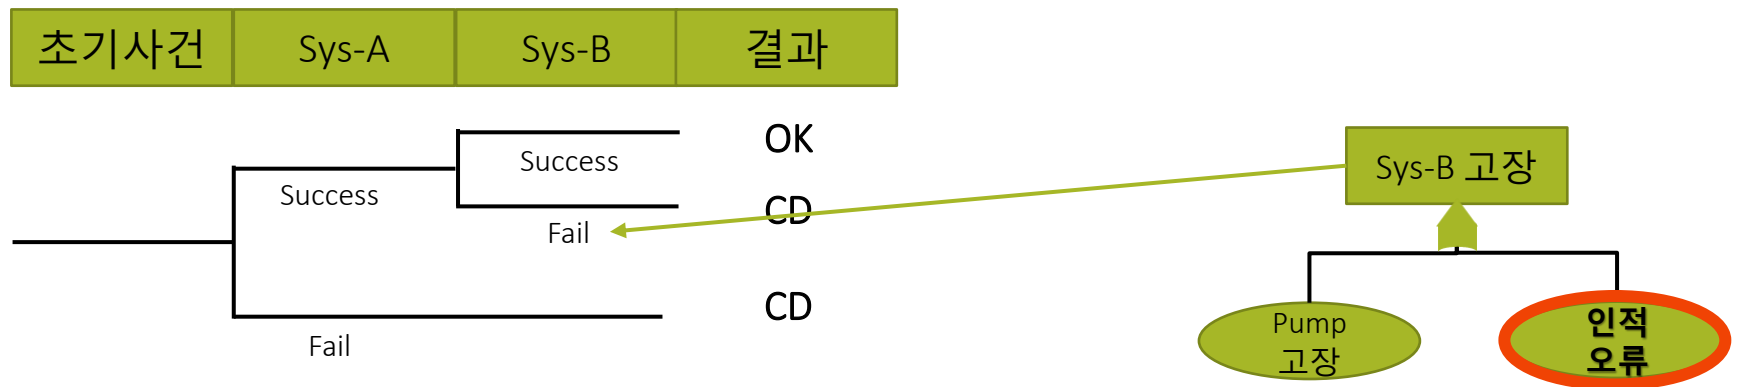 초기사건 Sys-A Sys-B 결과
OK
Success
Success
CD
Fail
CD
Fail
Sys-B 고장
Pump
고장
인적
오류